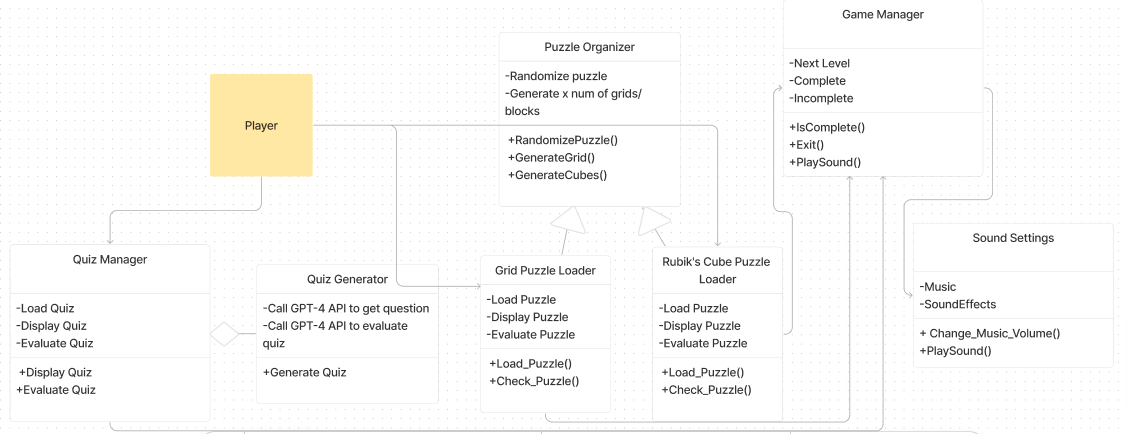 Game Manager
-Next Level
-Complete
-Incomplete
+IsComplete()
+Exit()
+PlaySound()
Puzzle Organizer
-Randomize puzzle
-Generate x num of grids/
blocks
+RandomizePuzzle()
+GenerateGrid()
+GenerateCubes()
Player
Quiz Manager
-Load Quiz
-Display Quiz
-Evaluate Quiz
+Display Quiz
+Evaluate Quiz
Quiz Generator
-Call GPT-4 API to get question
-Call GPT-4 API to evaluate
quiz
+Generate Quiz
Grid Puzzle Loader
-Load Puzzle
-Display Puzzle
-Evaluate Puzzle
+Load_Puzzle()
+Check_Puzzle()
Rubik's Cube Puzzle
Loader
-Load Puzzle
-Display Puzzle
-Evaluate Puzzle
+Load_Puzzle()
+Check_Puzzle()
Sound Settings
-Music
-SoundEffects
+ Change_Music_Volume()
+PlaySound()